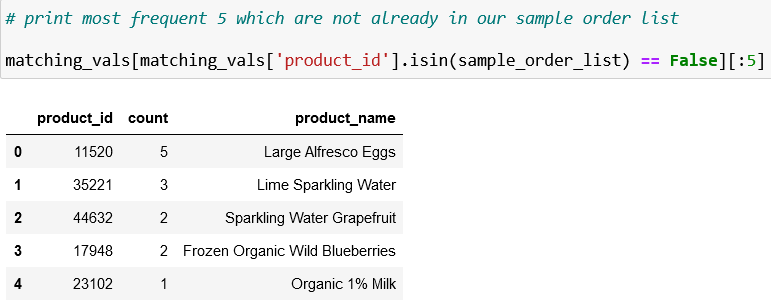 # print most frequent 5 which are not already in our sample order list
matching_vals[matching_vals['product_id'].isin(sample_order_list) == False][:5]
product_id count product_name
0 11520 5 Large Alfresco Eggs
1 35221 3 Lime Sparkling Water
2 44632 2 Sparkling Water Grapefruit
3 17948 2 Frozen Organic Wild Blueberries
4 23102 1 Organic 1% Milk